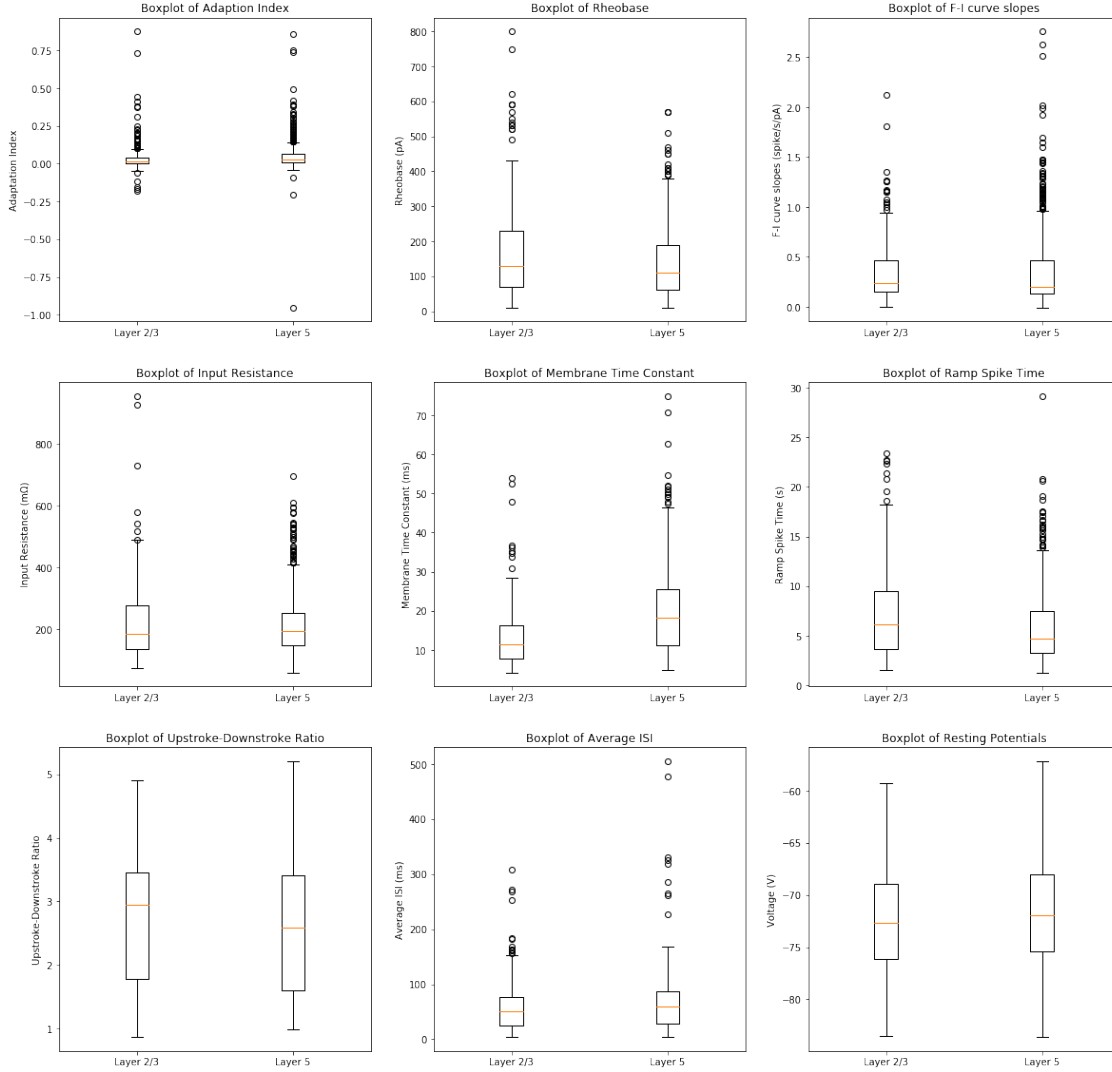 Boxplot of Adaption Index
Adaptation Index
0.75
0.50
0.25
0.00
−0.25
−0.50
−0.75
−1.00
Layer 2/3 Layer 5
Boxplot of Rheobase
Rheobase (pA)
800
700
600
500
400
300
200
100
0
Layer 2/3 Layer 5
Boxplot of F-I curve slopes
F-I curve slopes (spike/s/pA)
2.5
2.0
1.5
1.0
0.5
0.0
Layer 2/3 Layer 5
Boxplot of Input Resistance
Input Resistance (mΩ)
800
600
400
200
Layer 2/3 Layer 5
Boxplot of Membrane Time Constant
Membrane Time Constant (ms)
70
60
50
40
30
20
10
Layer 2/3 Layer 5
Boxplot of Ramp Spike Time
Ramp Spike Time (s)
30
25
20
15
10
5
0
Layer 2/3 Layer 5
Boxplot of Upstroke-Downstroke Ratio
Upstroke-Downstroke Ratio
5
4
3
2
1
Layer 2/3 Layer 5
Boxplot of Average ISI
Average ISI (ms)
500
400
300
200
100
0
Layer 2/3 Layer 5
Boxplot of Resting Potentials
Voltage (V)
−60
−65
−70
−75
−80
Layer 2/3 Layer 5